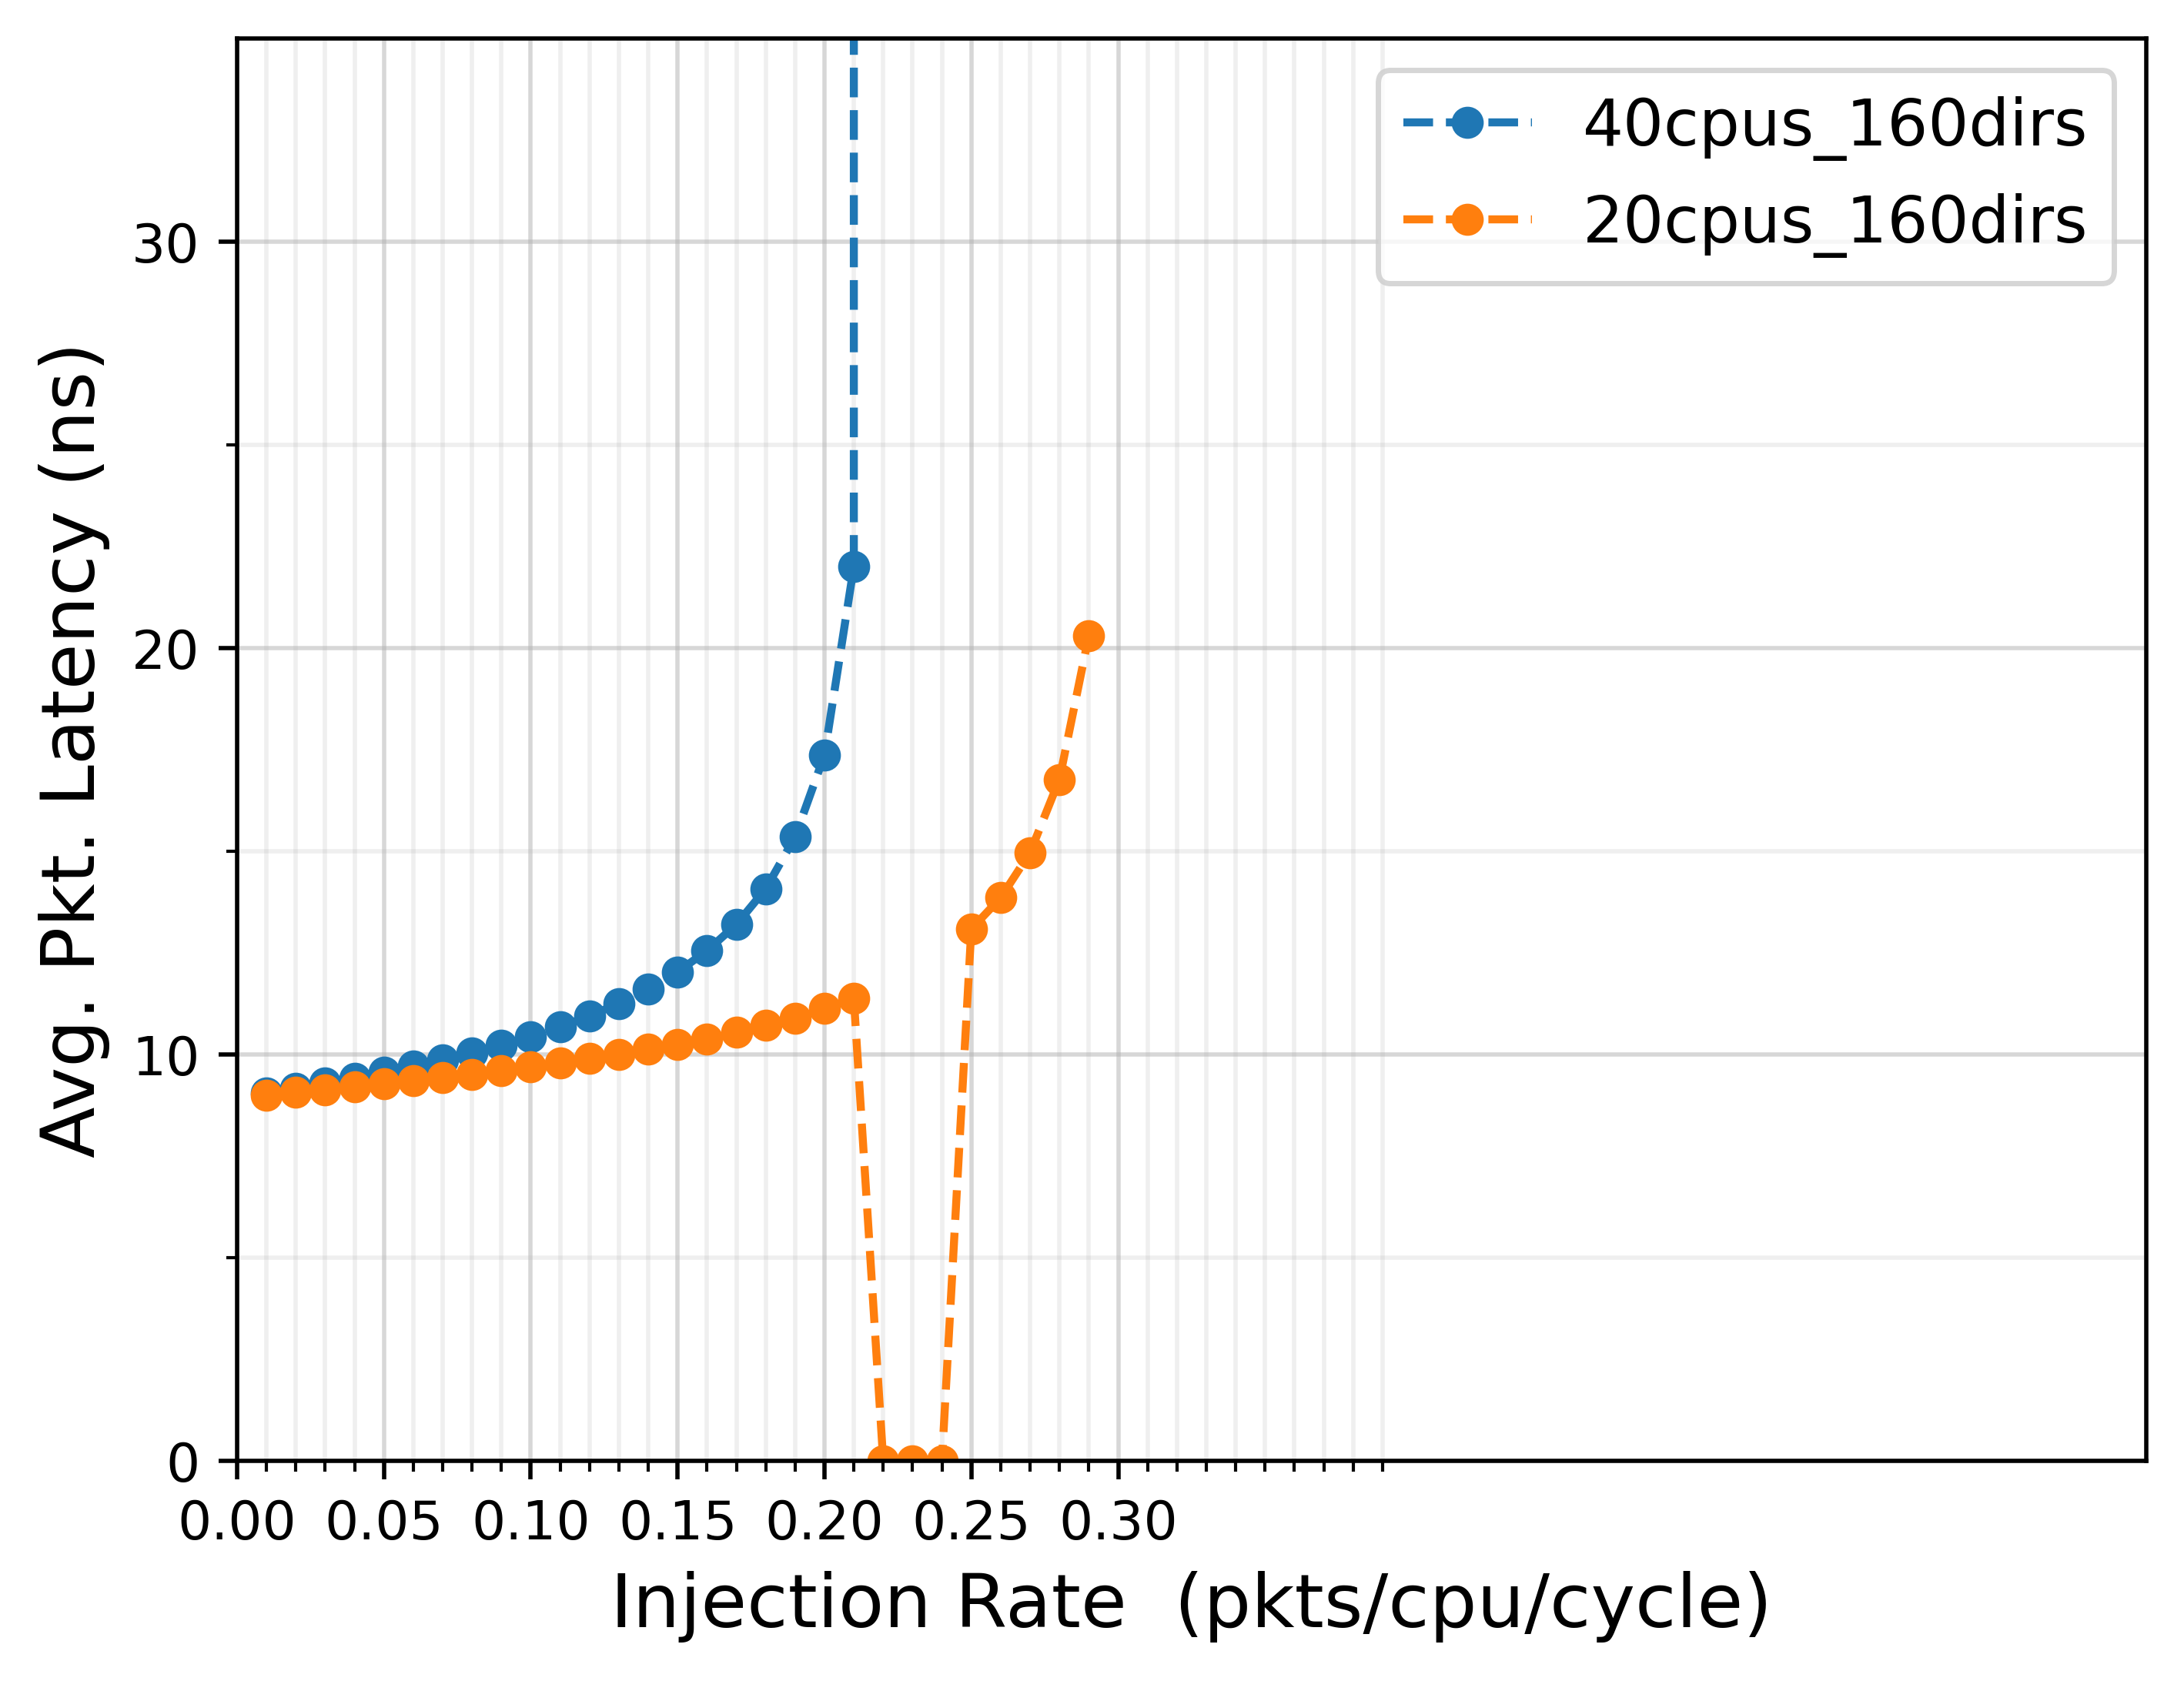 40cpus_160dirs
20cpus_160dirs
30
20
10
0
Avg. Pkt. Latency (ns)
0.00 0.05 0.10 0.15 0.20 0.25 0.30
Injection Rate  (pkts/cpu/cycle)